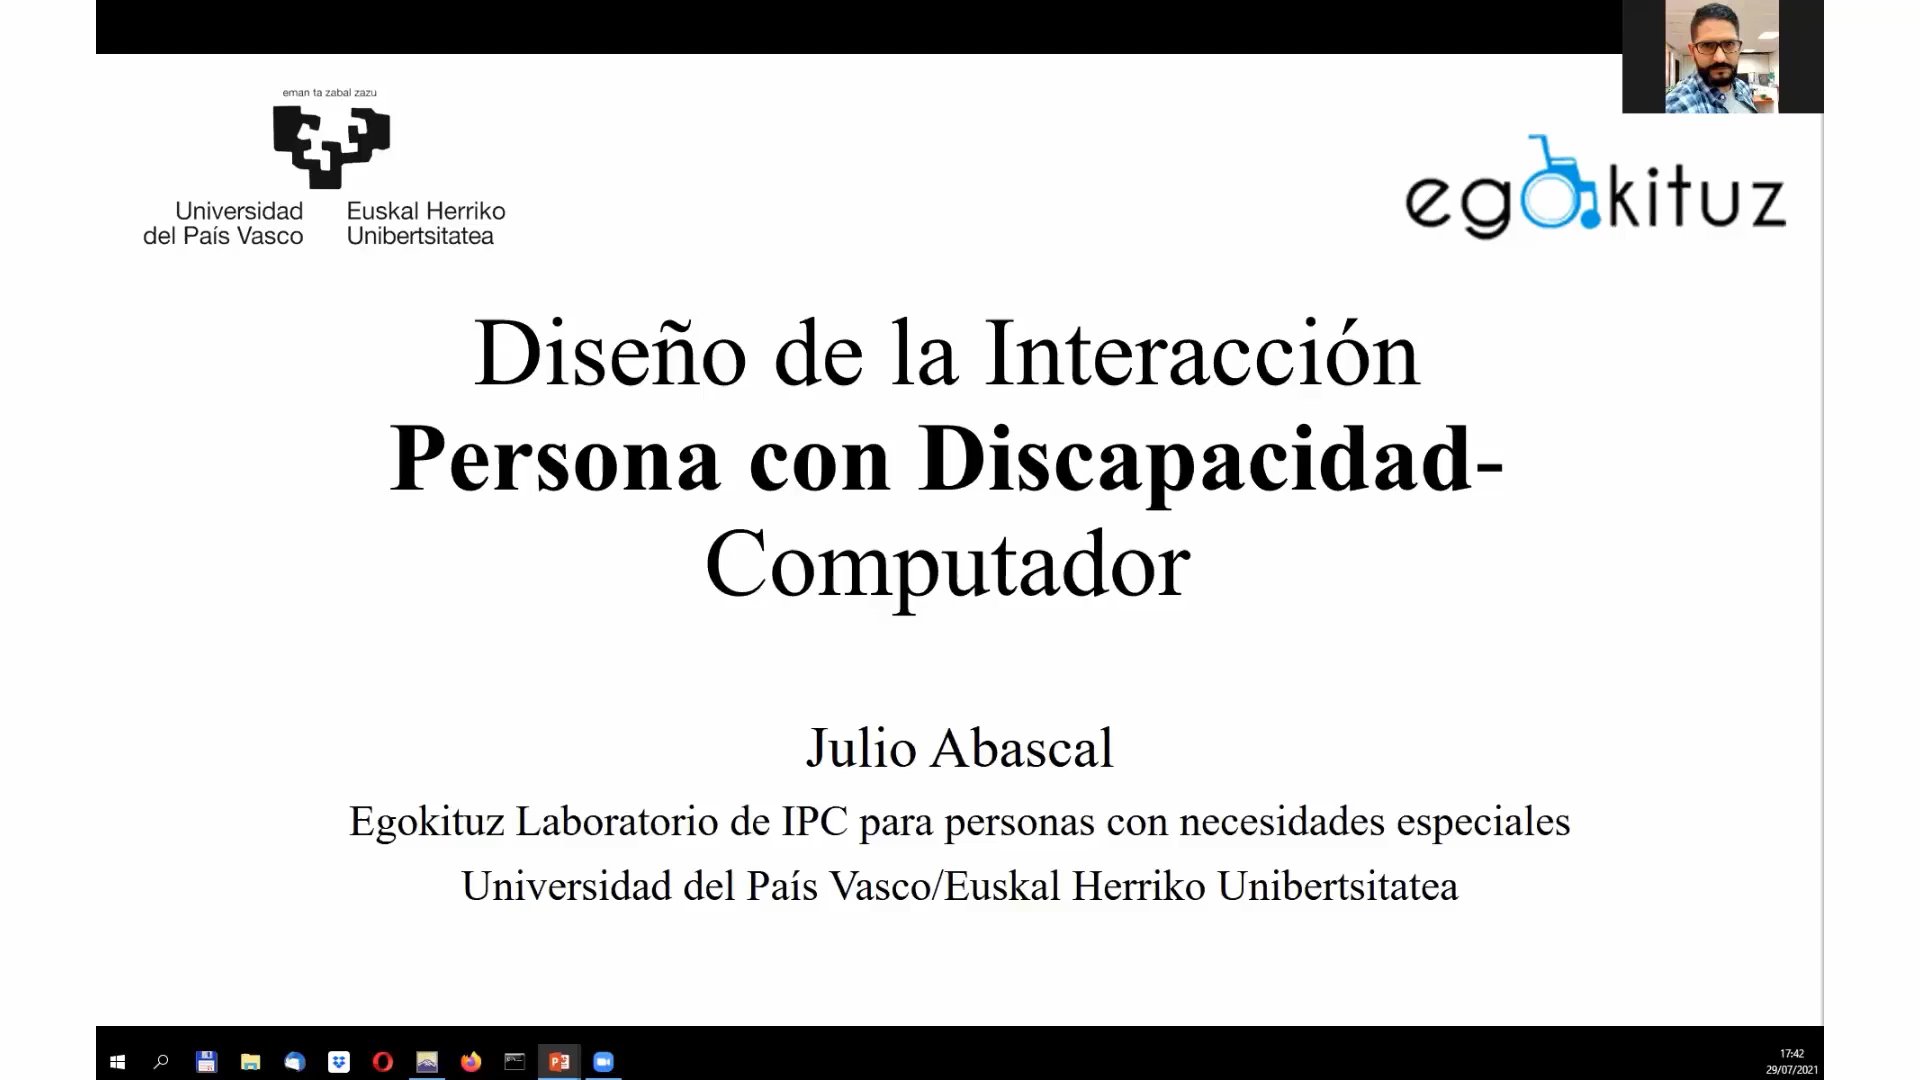 eman ta zabal zazu
Universidad Euskal Herriko
del País Vasco Unibertsitatea
egokituz
Diseño de la Interacción
Persona con Discapacidad-
Computador
Julio Abascal
Egokituz Laboratorio de IPC para personas con necesidades especiales
Universidad del País Vasco/Euskal Herriko Unibertsitatea
17:42
29/07/2021